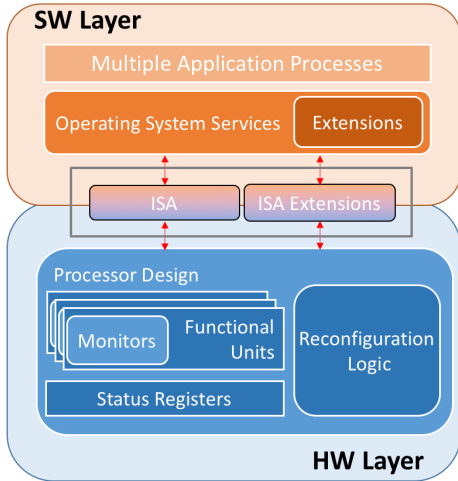 SW Layer
Multiple Application Processes
Operating System Services
Extensions
ISA
ISA Extensions
Processor Design
Monitors
Functional
Units
Status Registers
Reconfiguration
Logic
HW Layer